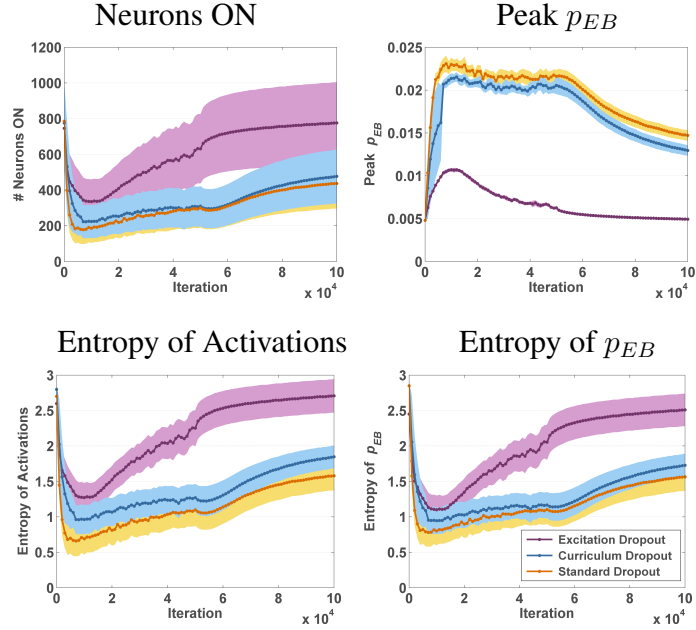 Neurons ON
1200
1000
800
600
400
200
0
# Neurons ON
0 2 4 6 8 10
Iteration
x 10^4
Peak p_EB
0.025
0.02
0.015
0.01
0.005
0
Peak p_EB
0 2 4 6 8 10
Iteration
x 10^4
Entropy of Activations
3
2.5
2
1.5
1
0.5
0
Entropy of Activations
0 2 4 6 8 10
Iteration
x 10^4
Entropy of p_EB
3
2.5
2
1.5
1
0.5
0
Entropy of p_EB
Excitation Dropout
Curriculum Dropout
Standard Dropout
0 2 4 6 8 10
Iteration
x 10^4